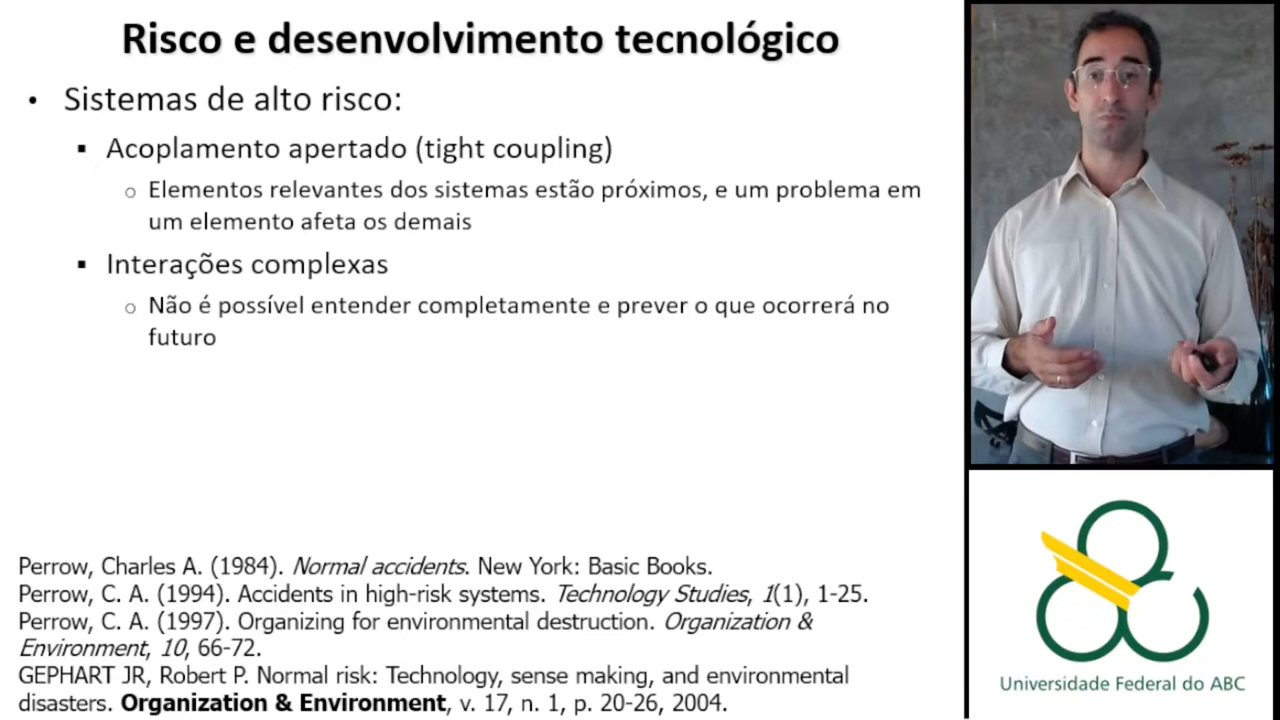 Risco e desenvolvimento tecnológico
• Sistemas de alto risco:
▪ Acoplamento apertado (tight coupling)
○ Elementos relevantes dos sistemas estão próximos, e um problema em
um elemento afeta os demais
▪ Interações complexas
○ Não é possível entender completamente e prever o que ocorrerá no
futuro
Perrow, Charles A. (1984). Normal accidents. New York: Basic Books.
Perrow, C. A. (1994). Accidents in high-risk systems. Technology Studies, 1(1), 1-25.
Perrow, C. A. (1997). Organizing for environmental destruction. Organization &
Environment, 10, 66-72.
GEPHART JR, Robert P. Normal risk: Technology, sense making, and environmental
disasters. Organization & Environment, v. 17, n. 1, p. 20-26, 2004.
Universidade Federal do ABC